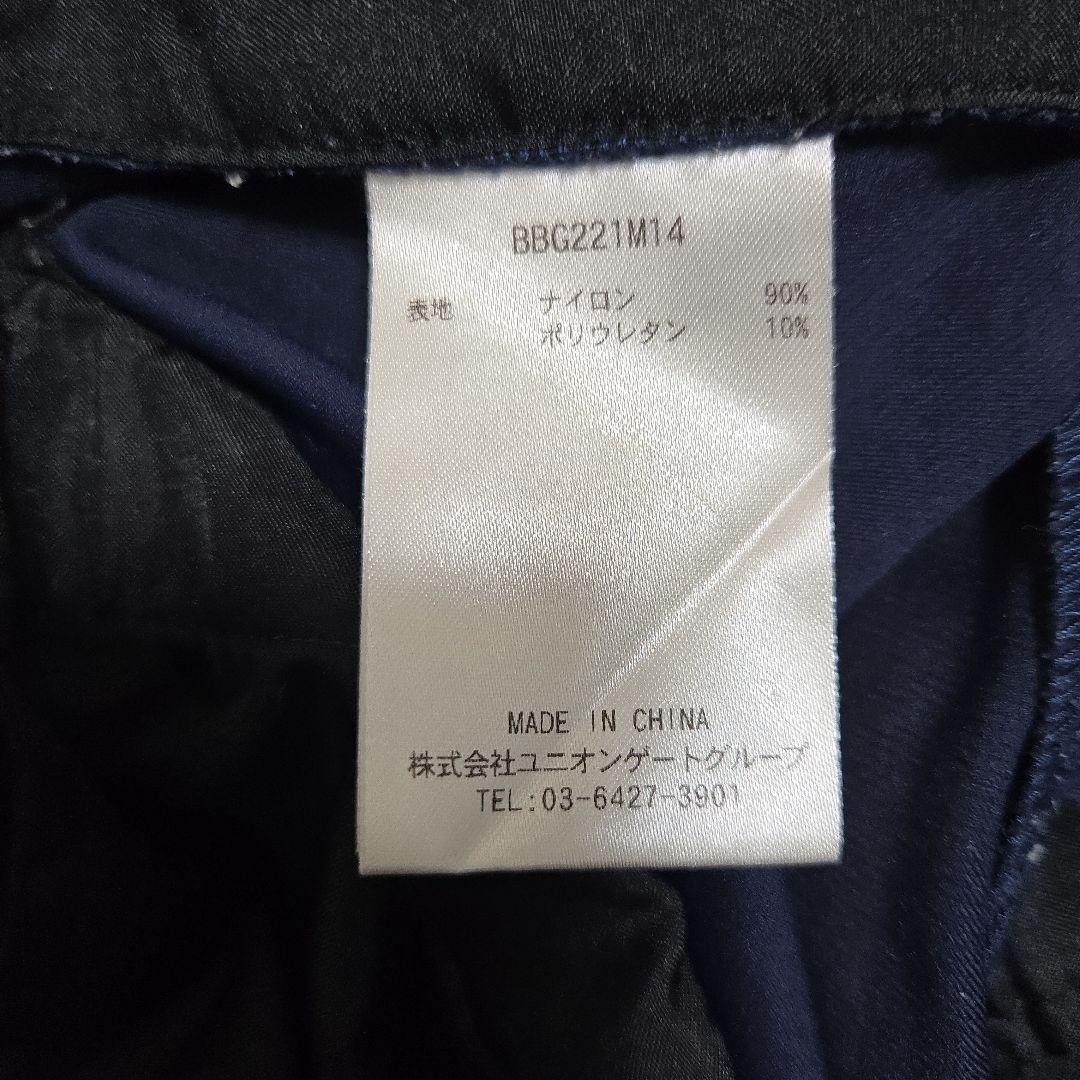 BBG221M14
表地 ナイロン 90%
ポリウレタン 10%
MADE IN CHINA
株式会社ユニオンゲートグループ
TEL:03-6427-3901